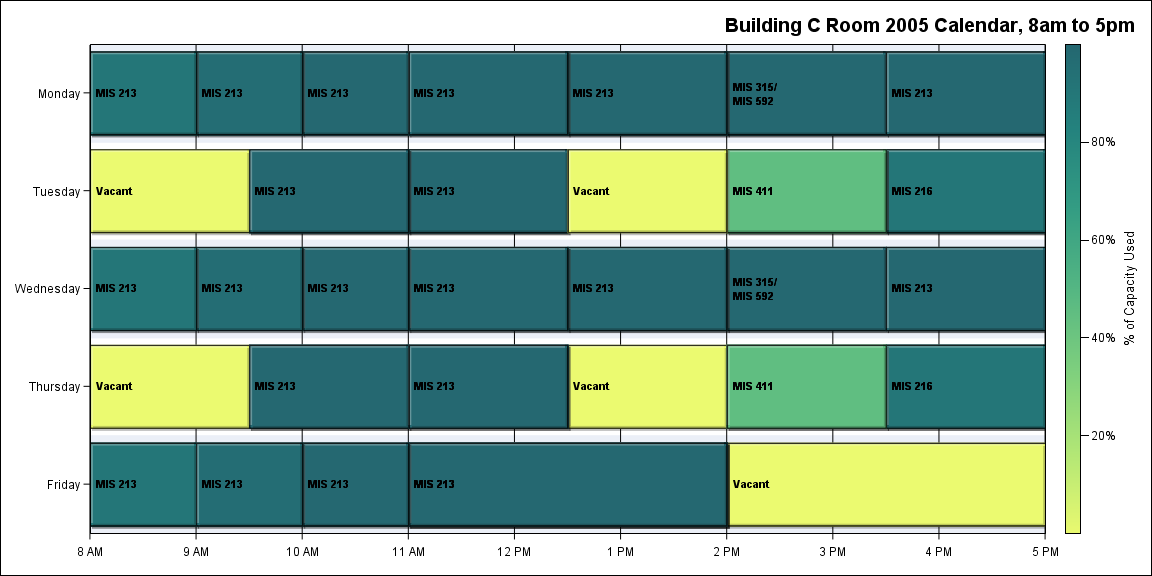 Building C Room 2005 Calendar, 8am to 5pm
Monday
MIS 213
MIS 213
MIS 213
MIS 213
MIS 213
MIS 315/
MIS 592
MIS 213
Tuesday
Vacant
MIS 213
MIS 213
Vacant
MIS 411
MIS 216
Wednesday
MIS 213
MIS 213
MIS 213
MIS 213
MIS 213
MIS 315/
MIS 592
MIS 213
Thursday
Vacant
MIS 213
MIS 213
Vacant
MIS 411
MIS 216
Friday
MIS 213
MIS 213
MIS 213
MIS 213
Vacant
8 AM
9 AM
10 AM
11 AM
12 PM
1 PM
2 PM
3 PM
4 PM
5 PM
80%
60%
40%
20%
% of Capacity Used